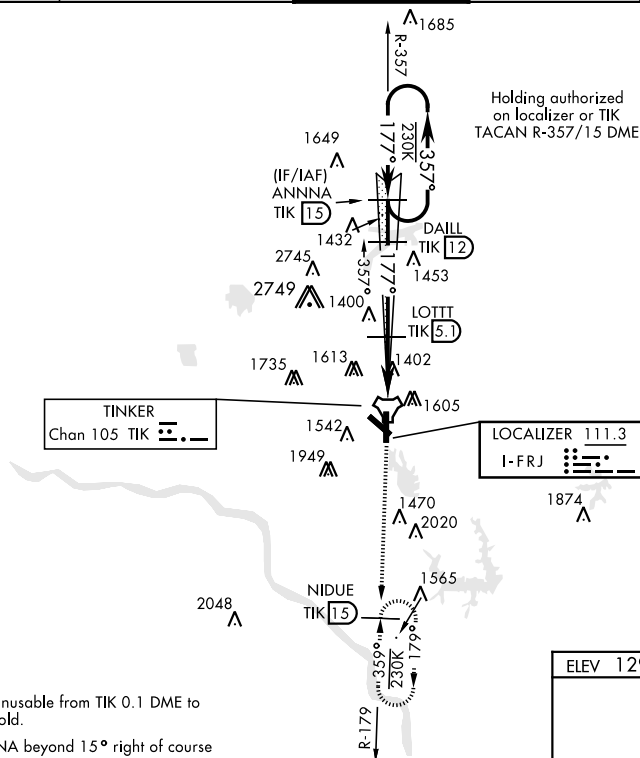 1685
R-357
Holding authorized
on localizer or TIK
TACAN R-357/15 DME
177°
230K
357°
1649
(IF/IAF)
ANNNA
TIK 15
1432
DAILL
TIK 12
2745
357°
177°
1453
2749
1400
LOTTT
TIK 5.1
1735
1613
1402
1605
TINKER
Chan 105 TIK
1542
LOCALIZER 111.3
I-FRJ
1949
1470
1874
2020
NIDUE
TIK 15
1565
2048
359°
230K
179°
ELEV 129
R-179
nusable from TIK 0.1 DME to
old.
NA beyond 15° right of course